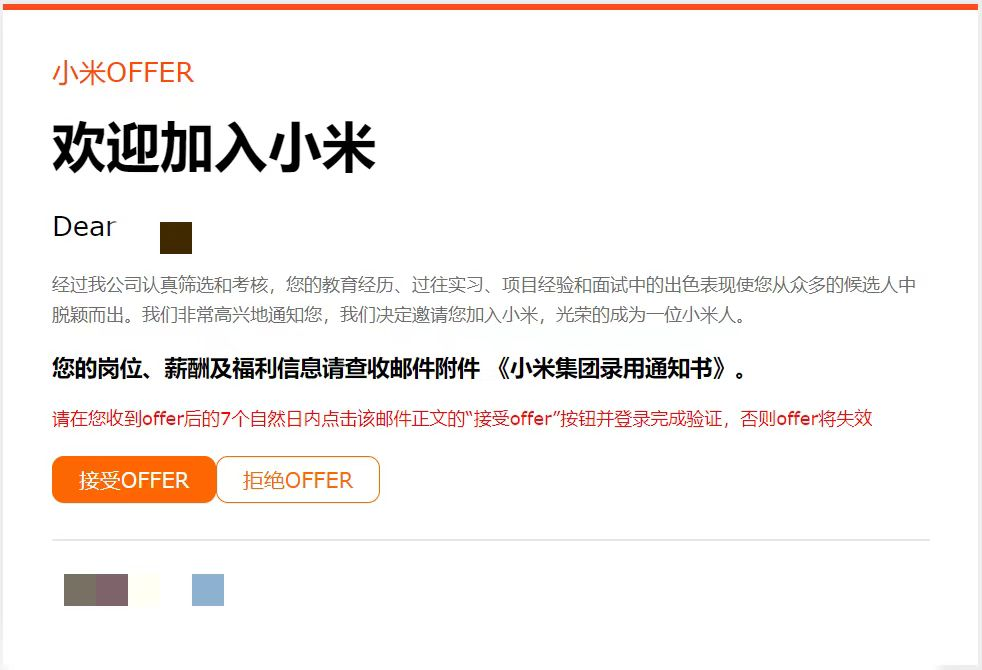 小米OFFER
欢迎加入小米
Dear
经过我公司认真筛选和考核，您的教育经历、过往实习、项目经验和面试中的出色表现使您从众多的候选人中
脱颖而出。我们非常高兴地通知您，我们决定邀请您加入小米，光荣的成为一位小米人。
您的岗位、薪酬及福利信息请查收邮件附件 《小米集团录用通知书》。
请在您收到offer后的7个自然日内点击该邮件正文的“接受offer”按钮并登录完成验证，否则offer将失效
接受OFFER 拒绝OFFER